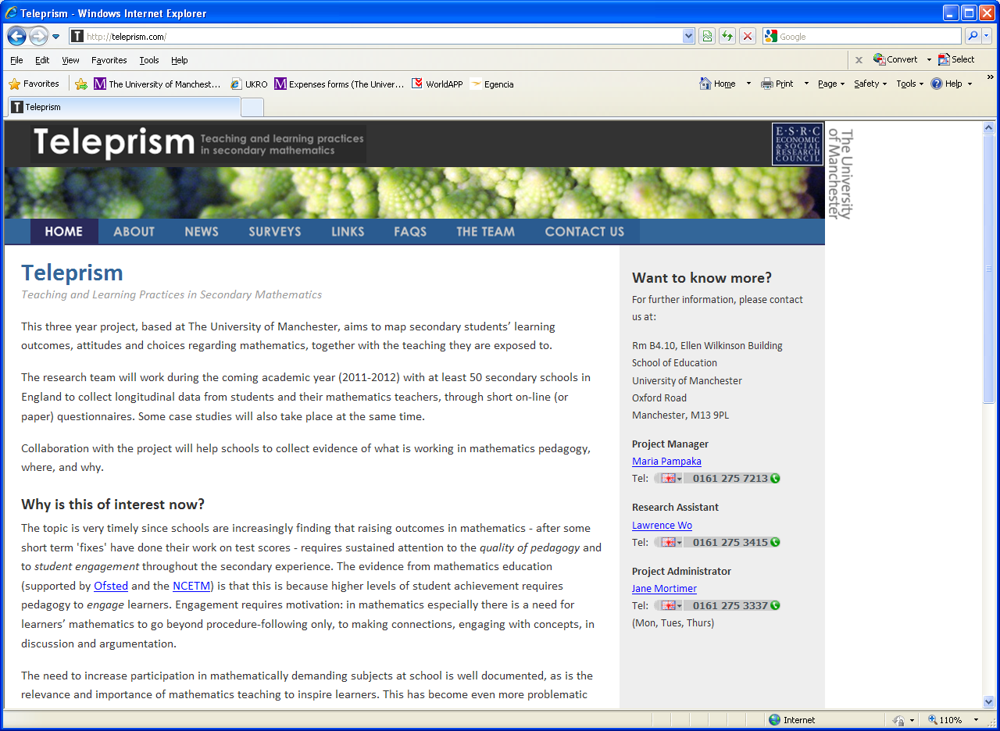 Teleprism - Windows Internet Explorer
http://teleprism.com/
Google
File Edit View Favorites Tools Help
x Convert Select
Favorites The University of Manchest... UKRO Expenses forms (The Univer... WorldAPP Egencia
Home Print Page Safety Tools Help »
Teleprism
Teleprism Teaching and learning practices
in secondary mathematics
E·S·R·C
ECONOMIC
& SOCIAL
RESEARCH
COUNCIL
The University
of Manchester
HOME ABOUT NEWS SURVEYS LINKS FAQS THE TEAM CONTACT US
Teleprism
Teaching and Learning Practices in Secondary Mathematics
This three year project, based at The University of Manchester, aims to map secondary students’ learning
outcomes, attitudes and choices regarding mathematics, together with the teaching they are exposed to.
The research team will work during the coming academic year (2011-2012) with at least 50 secondary schools in
England to collect longitudinal data from students and their mathematics teachers, through short on-line (or
paper) questionnaires. Some case studies will also take place at the same time.
Collaboration with the project will help schools to collect evidence of what is working in mathematics pedagogy,
where, and why.
Why is this of interest now?
The topic is very timely since schools are increasingly finding that raising outcomes in mathematics - after some
short term 'fixes' have done their work on test scores - requires sustained attention to the quality of pedagogy and
to student engagement throughout the secondary experience. The evidence from mathematics education
(supported by Ofsted and the NCETM) is that this is because higher levels of student achievement requires
pedagogy to engage learners. Engagement requires motivation: in mathematics especially there is a need for
learners’ mathematics to go beyond procedure-following only, to making connections, engaging with concepts, in
discussion and argumentation.
The need to increase participation in mathematically demanding subjects at school is well documented, as is the
relevance and importance of mathematics teaching to inspire learners. This has become even more problematic
Want to know more?
For further information, please contact
us at:
Rm B4.10, Ellen Wilkinson Building
School of Education
University of Manchester
Oxford Road
Manchester, M13 9PL
Project Manager
Maria Pampaka
Tel: 0161 275 7213
Research Assistant
Lawrence Wo
Tel: 0161 275 3415
Project Administrator
Jane Mortimer
Tel: 0161 275 3337
(Mon, Tues, Thurs)
Internet 110%